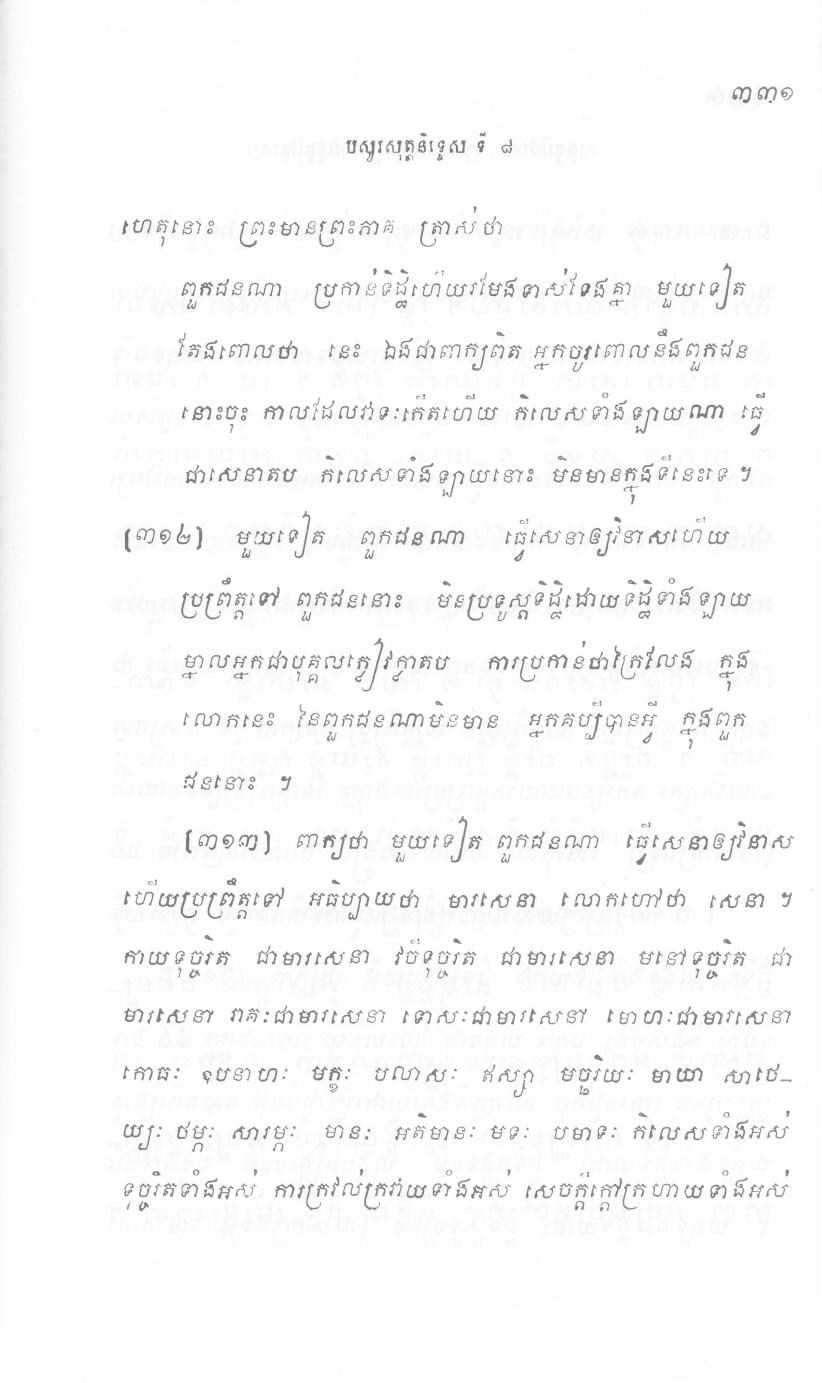 ៣៣១
បសូរសុត្តនិទ្ទេស ទី ៨
ហេតុនោះ ព្រះមានព្រះភាគ ត្រាស់ថា
ពួកជនណា ប្រកាន់ទិដ្ឋិហើយរមែងទាស់ទែងគ្នា មួយទៀត
តែងពោលថា នេះ ឯងជាពាក្យពិត អ្នកចូរពោលនឹងពួកជន
នោះចុះ កាលដែលវាទៈកើតហើយ កិលេសទាំងឡាយណា ធ្វើ
ជាសេនាតប កិលេសទាំងឡាយនោះ មិនមានក្នុងទីនេះទេ ។
(៣១៤) មួយទៀត ពួកជនណា ធ្វើសេនាឲ្យវិនាសហើយ
ប្រព្រឹត្តទៅ ពួកជននោះ មិនប្រទូស្តទិដ្ឋិដោយទិដ្ឋិទាំងឡាយ
ម្នាលអ្នកជាបុគ្គលក្លៀវក្លាតប ការប្រកាន់ថាក្រៃលែង ក្នុង
លោកនេះ នៃពួកជនណាមិនមាន អ្នកគប្បីបានអ្វី ក្នុងពួក
ជននោះ ។
(៣១៣) ពាក្យថា មួយទៀត ពួកជនណា ធ្វើសេនាឲ្យវិនាស
ហើយប្រព្រឹត្តទៅ អធិប្បាយថា មារសេនា លោកហៅថា សេនា ។
កាយទុច្ចរិត ជាមារសេនា វចីទុច្ចរិត ជាមារសេនា មនោទុច្ចរិត ជា
មារសេនា រាគៈជាមារសេនា ទោសៈជាមារសេនា មោហៈជាមារសេនា
កោធៈ ឧបនាហៈ មក្ខៈ បលាសៈ ឥស្សា មច្ឆរិយៈ មាយា សាថេ-
យ្យៈ ថម្ភៈ សារម្ភៈ មានៈ អតិមានៈ មទៈ បមាទៈ កិលេសទាំងអស់
ទុច្ចរិតទាំងអស់ ការក្រវល់ក្រវាយទាំងអស់ សេចក្តីក្តៅក្រហាយទាំងអស់